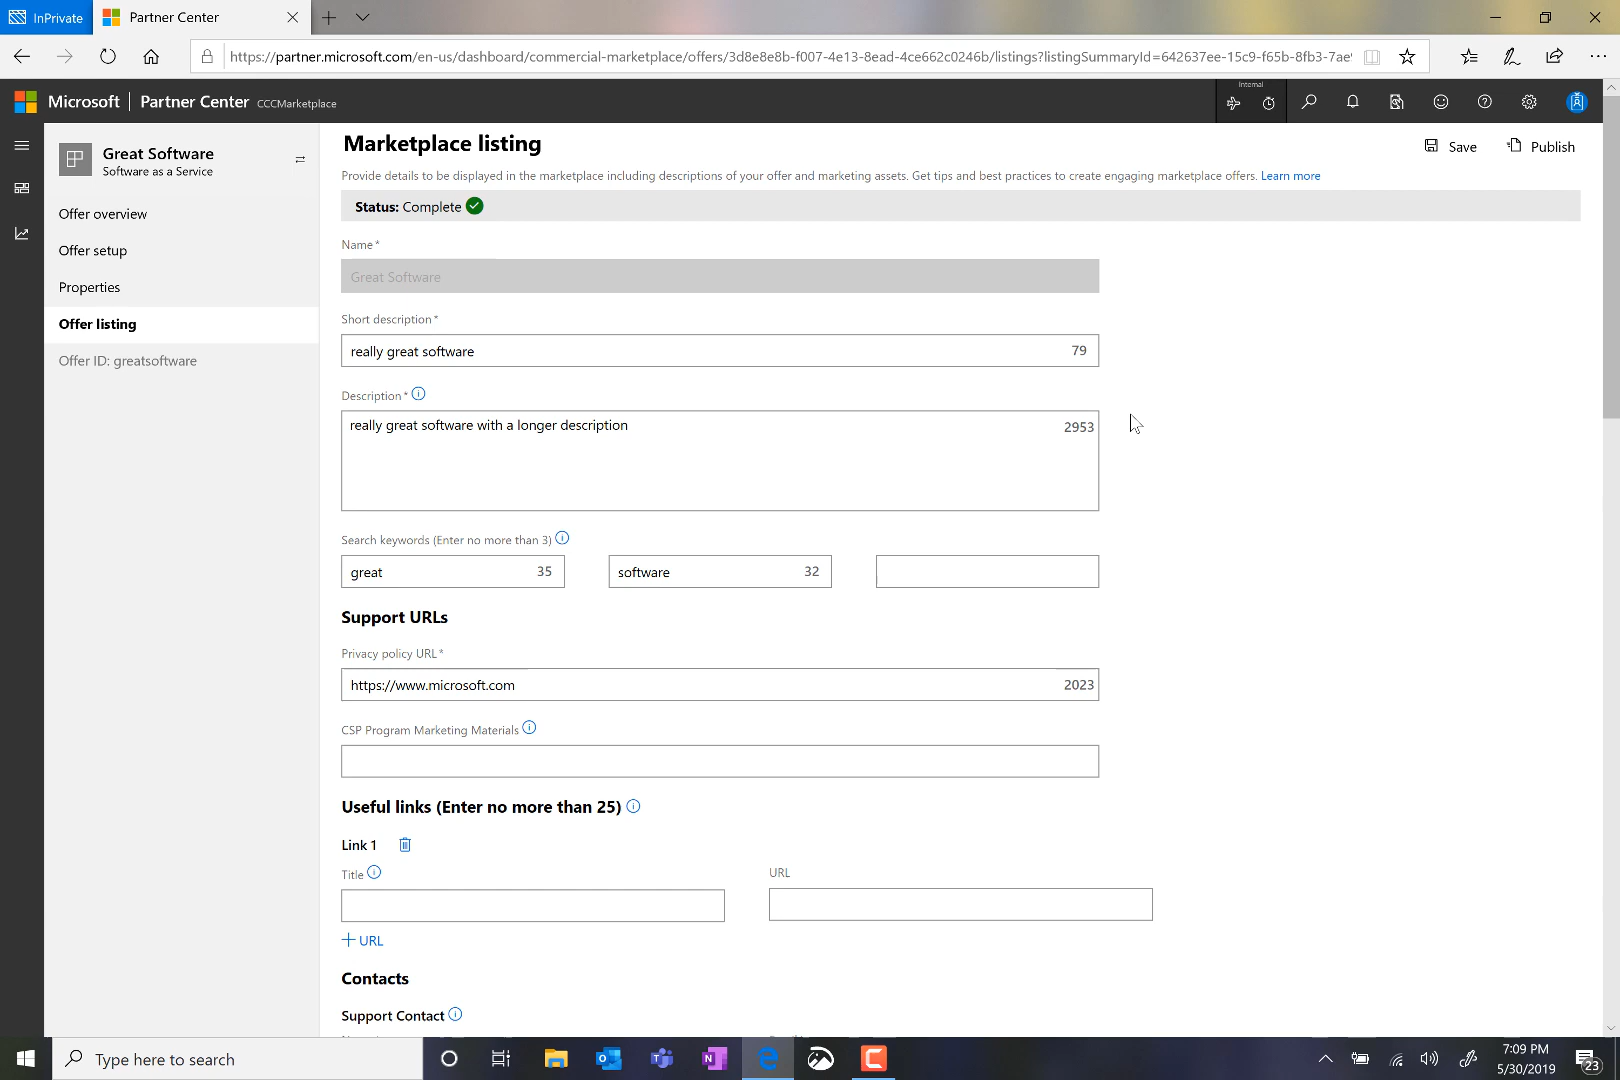 InPrivate
Partner Center
https://partner.microsoft.com/en-us/dashboard/commercial-marketplace/offers/3d8e8e8b-f007-4e13-8ead-4ce662c0246b/listings?listingSummaryId=642637ee-15c9-f65b-8fb3-7ae
Microsoft
Partner Center CCCMarketplace
Internal
Great Software
Software as a Service
Offer overview
Offer setup
Properties
Offer listing
Offer ID: greatsoftware
Marketplace listing
Save
Publish
Provide details to be displayed in the marketplace including descriptions of your offer and marketing assets. Get tips and best practices to create engaging marketplace offers. Learn more
Status: Complete
Name*
Great Software
Short description*
really great software 79
Description*
really great software with a longer description 2953
Search keywords (Enter no more than 3)
great 35 software 32
Support URLs
Privacy policy URL*
https://www.microsoft.com 2023
CSP Program Marketing Materials
Useful links (Enter no more than 25)
Link 1
Title URL
+ URL
Contacts
Support Contact
Type here to search
7:09 PM
5/30/2019
23